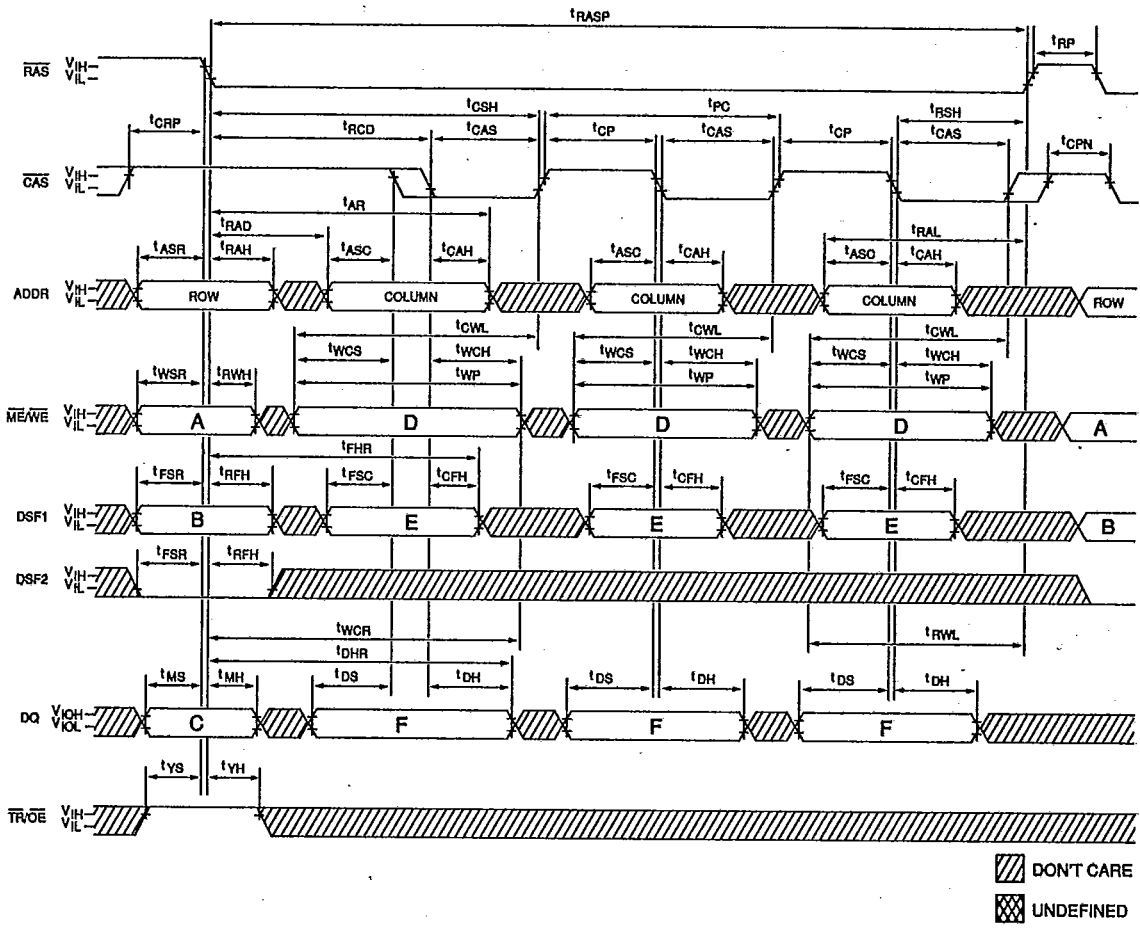 tRASP
tRP
RAS VIH VIL
tCSH tPC tRSH
tCRP tRCD tCAS tCP tCAS tCP tCAS tCPN
CAS VIH VIL
tAR
tRAD tRAL
tASR tRAH tASC tCAH tASC tCAH tASC tCAH
ADDR VIH VIL ROW COLUMN COLUMN COLUMN ROW
tCWL tCWL tCWL
tWCS tWCH tWCS tWCH tWCS tWCH
tWSR tRWH tWP tWP tWP
ME/WE VIH VIL A D D D A
tFHR
tFSR tRFH tFSC tCFH tFSC tCFH tFSC tCFH
DSF1 VIH VIL B E E E B
tFSR tRFH
DSF2 VIH VIL
tWCR tRWL
tDHR
tMS tMH tDS tDH tDS tDH tDS tDH
DQ VIOH VIOL C F F F
tYS tYH
TR/OE VIH VIL
DON'T CARE
UNDEFINED